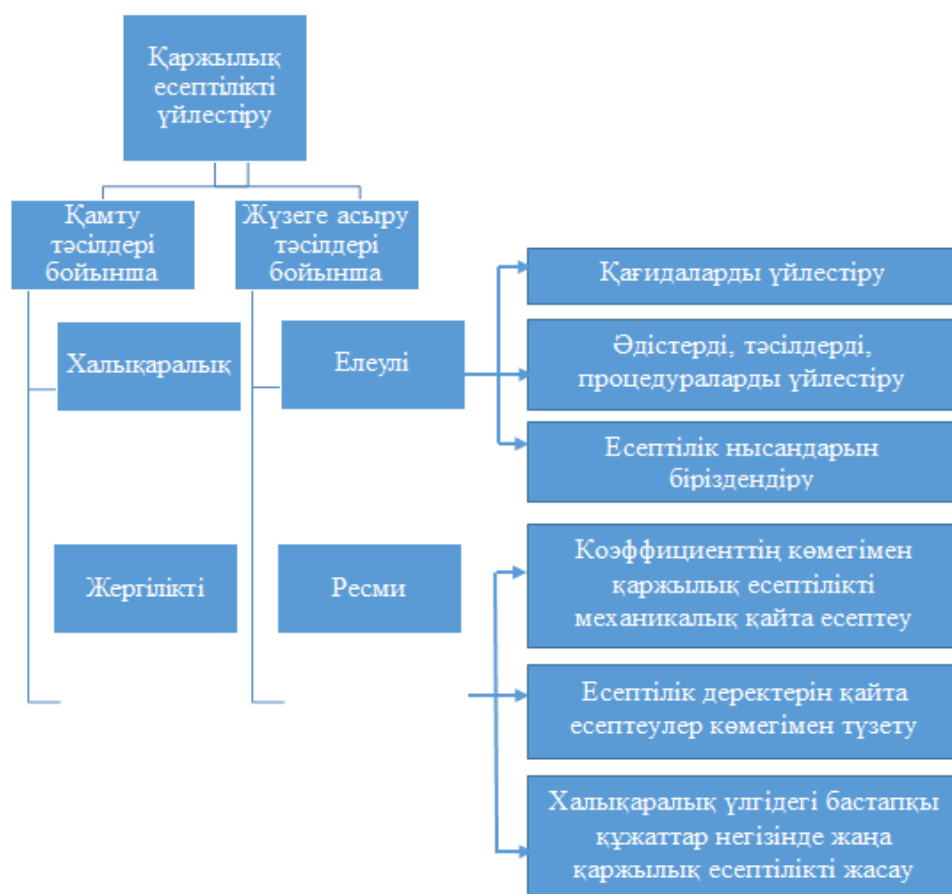 Қаржылық
есептілікті
үйлестіру
Қамту
тәсілдері
бойынша
Жүзеге асыру
тәсілдері
бойынша
Халықаралық
Елеулі
Қағидаларды үйлестіру
Әдістерді, тәсілдерді,
процедураларды үйлестіру
Есептілік нысандарын
біріздендіру
Жергілікті
Ресми
Коэффициенттің көмегімен
қаржылық есептілікті
механикалық қайта есептеу
Есептілік деректерін қайта
есептеулер көмегімен түзету
Халықаралық үлгідегі бастапқы
құжаттар негізінде жаңа
қаржылық есептілікті жасау